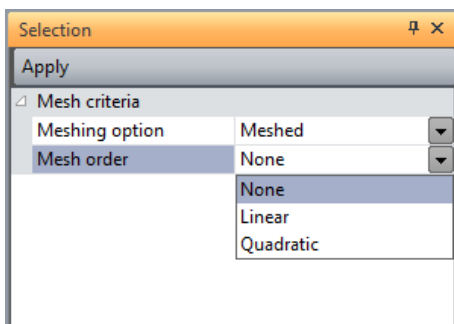 Selection
Apply
Mesh criteria
Meshing option Meshed
Mesh order None
None
Linear
Quadratic